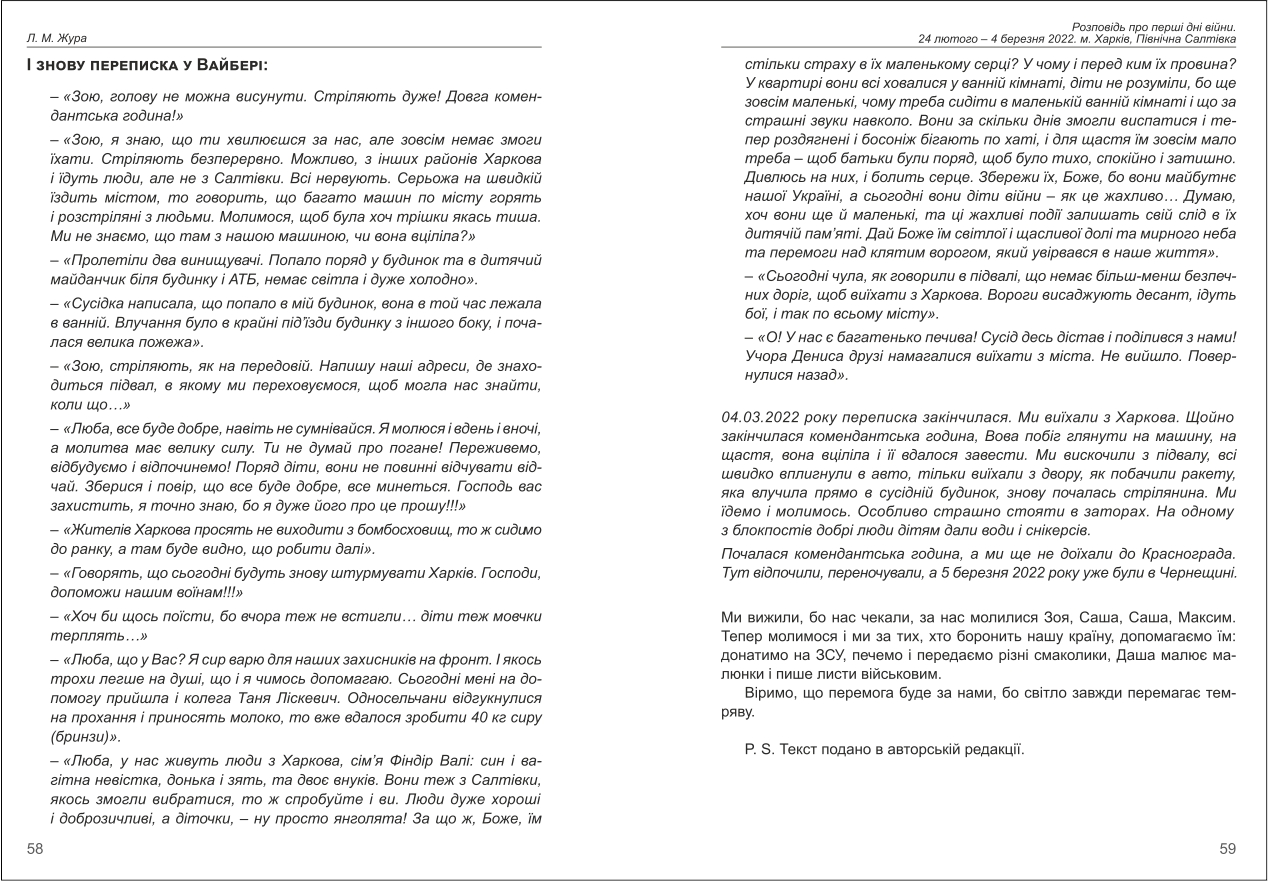 Л. М. Жура
І знову переписка у Вайбері:
– «Зою, голову не можна висунути. Стріляють дуже! Довга комен-
дантська година!»
– «Зою, я знаю, що ти хвилюєшся за нас, але зовсім немає змоги
їхати. Стріляють безперервно. Можливо, з інших районів Харкова
і їдуть люди, але не з Салтівки. Всі нервують. Серьожа на швидкій
їздить містом, то говорить, що багато машин по місту горять
і розстріляні з людьми. Молимося, щоб була хоч трішки якась тиша.
Ми не знаємо, що там з нашою машиною, чи вона вціліла?»
– «Пролетіли два винищувачі. Попало поряд у будинок та в дитячий
майданчик біля будинку і АТБ, немає світла і дуже холодно».
– «Сусідка написала, що попало в мій будинок, вона в той час лежала
в ванній. Влучання було в крайні під’їзди будинку з іншого боку, і поча-
лася велика пожежа».
– «Зою, стріляють, як на передовій. Напишу наші адреси, де знахо-
диться підвал, в якому ми переховуємося, щоб могла нас знайти,
коли що…»
– «Люба, все буде добре, навіть не сумнівайся. Я молюся і вдень і вночі,
а молитва має велику силу. Ти не думай про погане! Переживемо,
відбудуємо і відпочинемо! Поряд діти, вони не повинні відчувати від-
чай. Зберися і повір, що все буде добре, все минеться. Господь вас
захистить, я точно знаю, бо я дуже його про це прошу!!!»
– «Жителів Харкова просять не виходити з бомбосховищ, то ж сидимо
до ранку, а там буде видно, що робити далі».
– «Говорять, що сьогодні будуть знову штурмувати Харків. Господи,
допоможи нашим воїнам!!!»
– «Хоч би щось поїсти, бо вчора теж не встигли… діти теж мовчки
терплять…»
– «Люба, що у Вас? Я сир варю для наших захисників на фронт. І якось
трохи легше на душі, що і я чимось допомагаю. Сьогодні мені на до-
помогу прийшла і колега Таня Ліскевич. Односельчани відгукнулися
на прохання і приносять молоко, то вже вдалося зробити 40 кг сиру
(бринзи)».
– «Люба, у нас живуть люди з Харкова, сім’я Фіндір Валі: син і ва-
гітна невістка, донька і зять, та двоє внуків. Вони теж з Салтівки,
якось змогли вибратися, то ж спробуйте і ви. Люди дуже хороші
і доброзичливі, а діточки, – ну просто янголята! За що ж, Боже, їм
58
Розповідь про перші дні війни.
24 лютого – 4 березня 2022. м. Харків, Північна Салтівка
стільки страху в їх маленькому серці? У чому і перед ким їх провина?
У квартирі вони всі ховалися у ванній кімнаті, діти не розуміли, бо ще
зовсім маленькі, чому треба сидіти в маленькій ванній кімнаті і що за
страшні звуки навколо. Вони за скільки днів змогли виспатися і те-
пер роздягнені і босоніж бігають по хаті, і для щастя їм зовсім мало
треба – щоб батьки були поряд, щоб було тихо, спокійно і затишно.
Дивлюсь на них, і болить серце. Збережи їх, Боже, бо вони майбутнє
нашої Україні, а сьогодні вони діти війни – як це жахливо… Думаю,
хоч вони ще й маленькі, та ці жахливі події залишать свій слід в їх
дитячій пам’яті. Дай Боже їм світлої і щасливої долі та мирного неба
та перемоги над клятим ворогом, який увірвався в наше життя».
– «Сьогодні чула, як говорили в підвалі, що немає більш-менш безпеч-
них доріг, щоб виїхати з Харкова. Вороги висаджують десант, ідуть
бої, і так по всьому місту».
– «О! У нас є багатенько печива! Сусід десь дістав і поділився з нами!
Учора Дениса друзі намагалися виїхати з міста. Не вийшло. Повер-
нулися назад».
04.03.2022 року переписка закінчилася. Ми виїхали з Харкова. Щойно
закінчилася комендантська година, Вова побіг глянути на машину, на
щастя, вона вціліла і її вдалося завести. Ми вискочили з підвалу, всі
швидко вплигнули в авто, тільки виїхали з двору, як побачили ракету,
яка влучила прямо в сусідній будинок, знову почалась стрілянина. Ми
їдемо і молимось. Особливо страшно стояти в заторах. На одному
з блокпостів добрі люди дітям дали води і снікерсів.
Почалася комендантська година, а ми ще не доїхали до Краснограда.
Тут відпочили, переночували, а 5 березня 2022 року уже були в Чернещині.
Ми вижили, бо нас чекали, за нас молилися Зоя, Саша, Саша, Максим.
Тепер молимося і ми за тих, хто боронить нашу країну, допомагаємо їм:
донатимо на ЗСУ, печемо і передаємо різні смаколики, Даша малює ма-
люнки і пише листи військовим.
Віримо, що перемога буде за нами, бо світло завжди перемагає тем-
ряву.
P. S. Текст подано в авторській редакції.
59